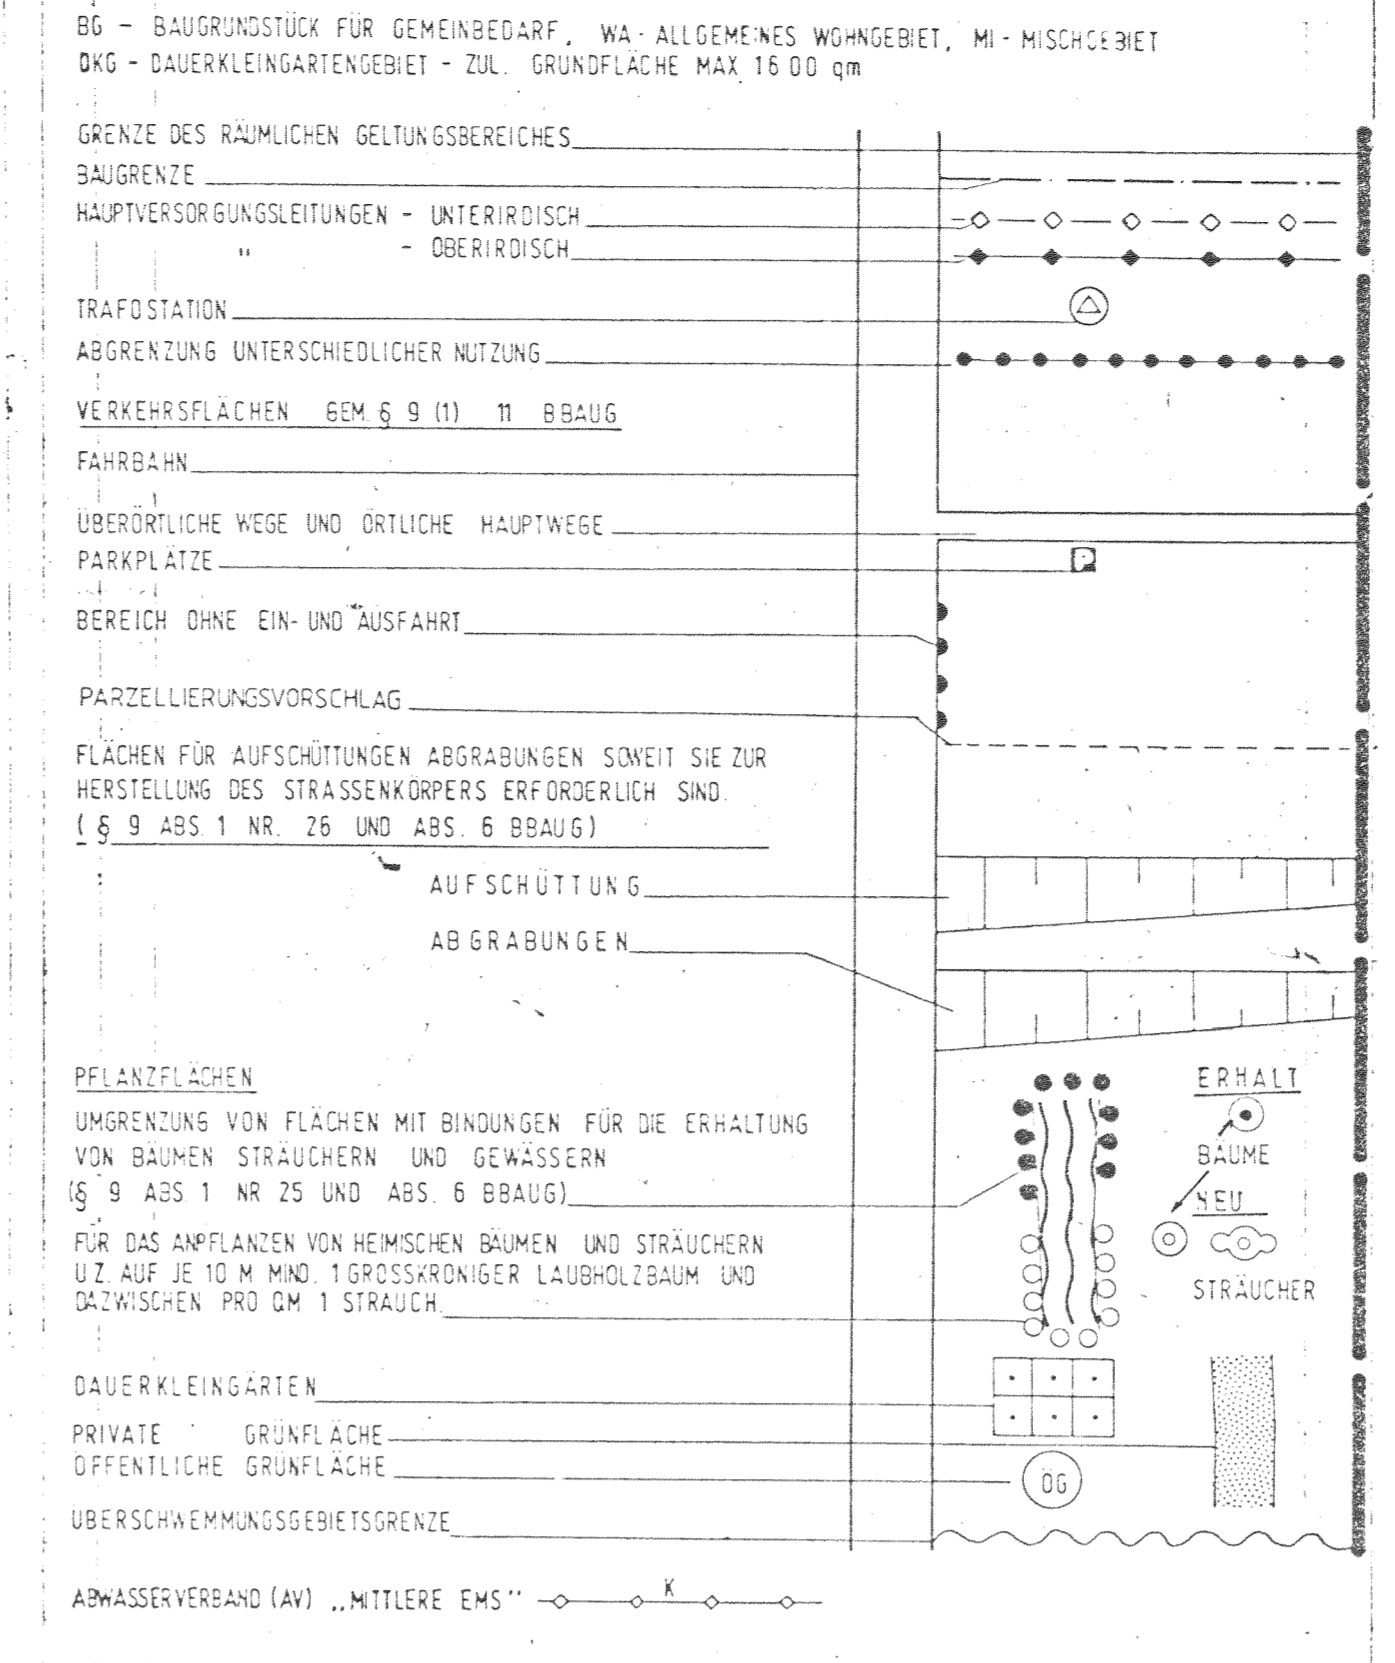 BG - BAUGRUNDSTÜCK FÜR GEMEINBEDARF, WA - ALLGEMEINES WOHNGEBIET, MI - MISCHGEBIET
DKG - DAUERKLEINGARTENGEBIET - ZUL. GRUNDFLÄCHE MAX 16 00 qm
GRENZE DES RÄUMLICHEN GELTUNGSBEREICHES
BAUGRENZE
HAUPTVERSORGUNGSLEITUNGEN - UNTERIRDISCH
" - OBERIRDISCH
TRAFOSTATION
ABGRENZUNG UNTERSCHIEDLICHER NUTZUNG
VERKEHRSFLÄCHEN GEM. § 9 (1) 11 BBAUG
FAHRBAHN
ÜBERÖRTLICHE WEGE UND ÖRTLICHE HAUPTWEGE
PARKPLÄTZE
P
BEREICH OHNE EIN- UND AUSFAHRT
PARZELLIERUNGSVORSCHLAG
FLÄCHEN FÜR AUFSCHÜTTUNGEN ABGRABUNGEN SOWEIT SIE ZUR
HERSTELLUNG DES STRASSENKÖRPERS ERFORDERLICH SIND.
( § 9 ABS. 1 NR. 26 UND ABS. 6 BBAUG)
AUFSCHÜTTUNG
ABGRABUNGEN
PFLANZFLÄCHEN
ERHALT
UMGRENZUNG VON FLÄCHEN MIT BINDUNGEN FÜR DIE ERHALTUNG
VON BÄUMEN STRÄUCHERN UND GEWÄSSERN
(§ 9 ABS. 1 NR 25 UND ABS. 6 BBAUG)
BÄUME
NEU
FÜR DAS ANPFLANZEN VON HEIMISCHEN BÄUMEN UND STRÄUCHERN
U.Z. AUF JE 10 M MIND. 1 GROSSKRONIGER LAUBHOLZBAUM UND
DAZWISCHEN PRO QM 1 STRAUCH.
STRÄUCHER
DAUERKLEINGÄRTEN
PRIVATE GRÜNFLÄCHE
ÖFFENTLICHE GRÜNFLÄCHE
ÖG
ÜBERSCHWEMMUNGSGEBIETSGRENZE
ABWASSERVERBAND (AV) „MITTLERE EMS" K